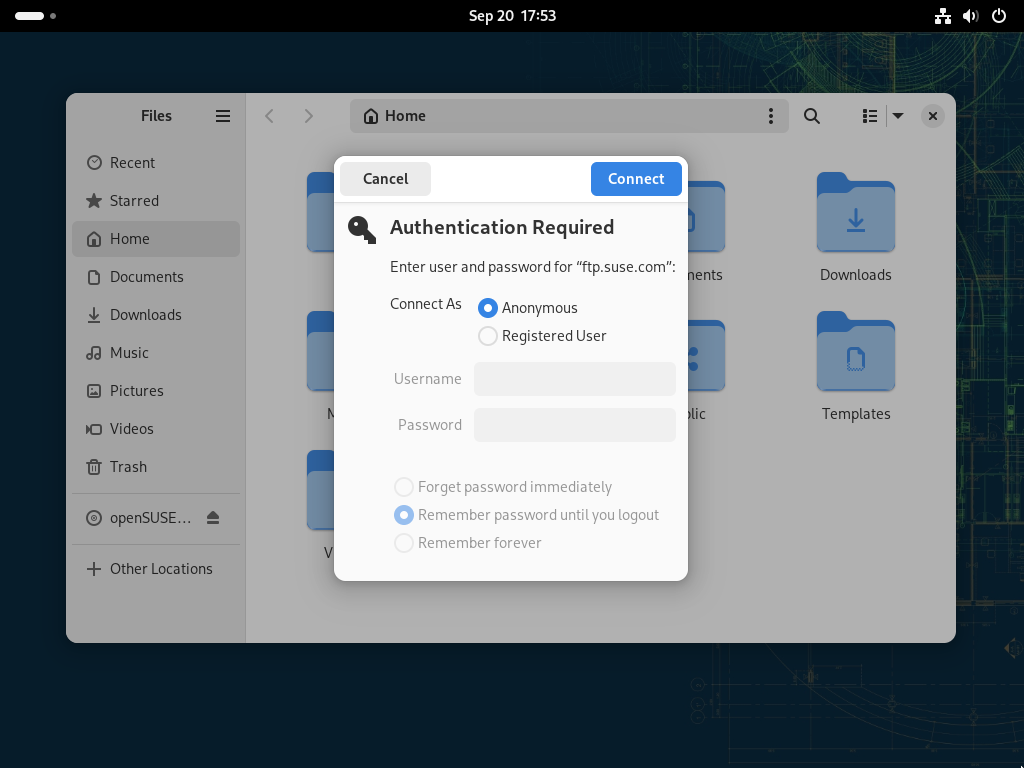 Sep 20 17:53
Files
Home
Recent
Starred
Home
Documents
Downloads
Music
Pictures
Videos
Trash
openSUSE…
Other Locations
Downloads
Templates
Cancel
Connect
Authentication Required
Enter user and password for “ftp.suse.com”:
Connect As
Anonymous
Registered User
Username
Password
Forget password immediately
Remember password until you logout
Remember forever